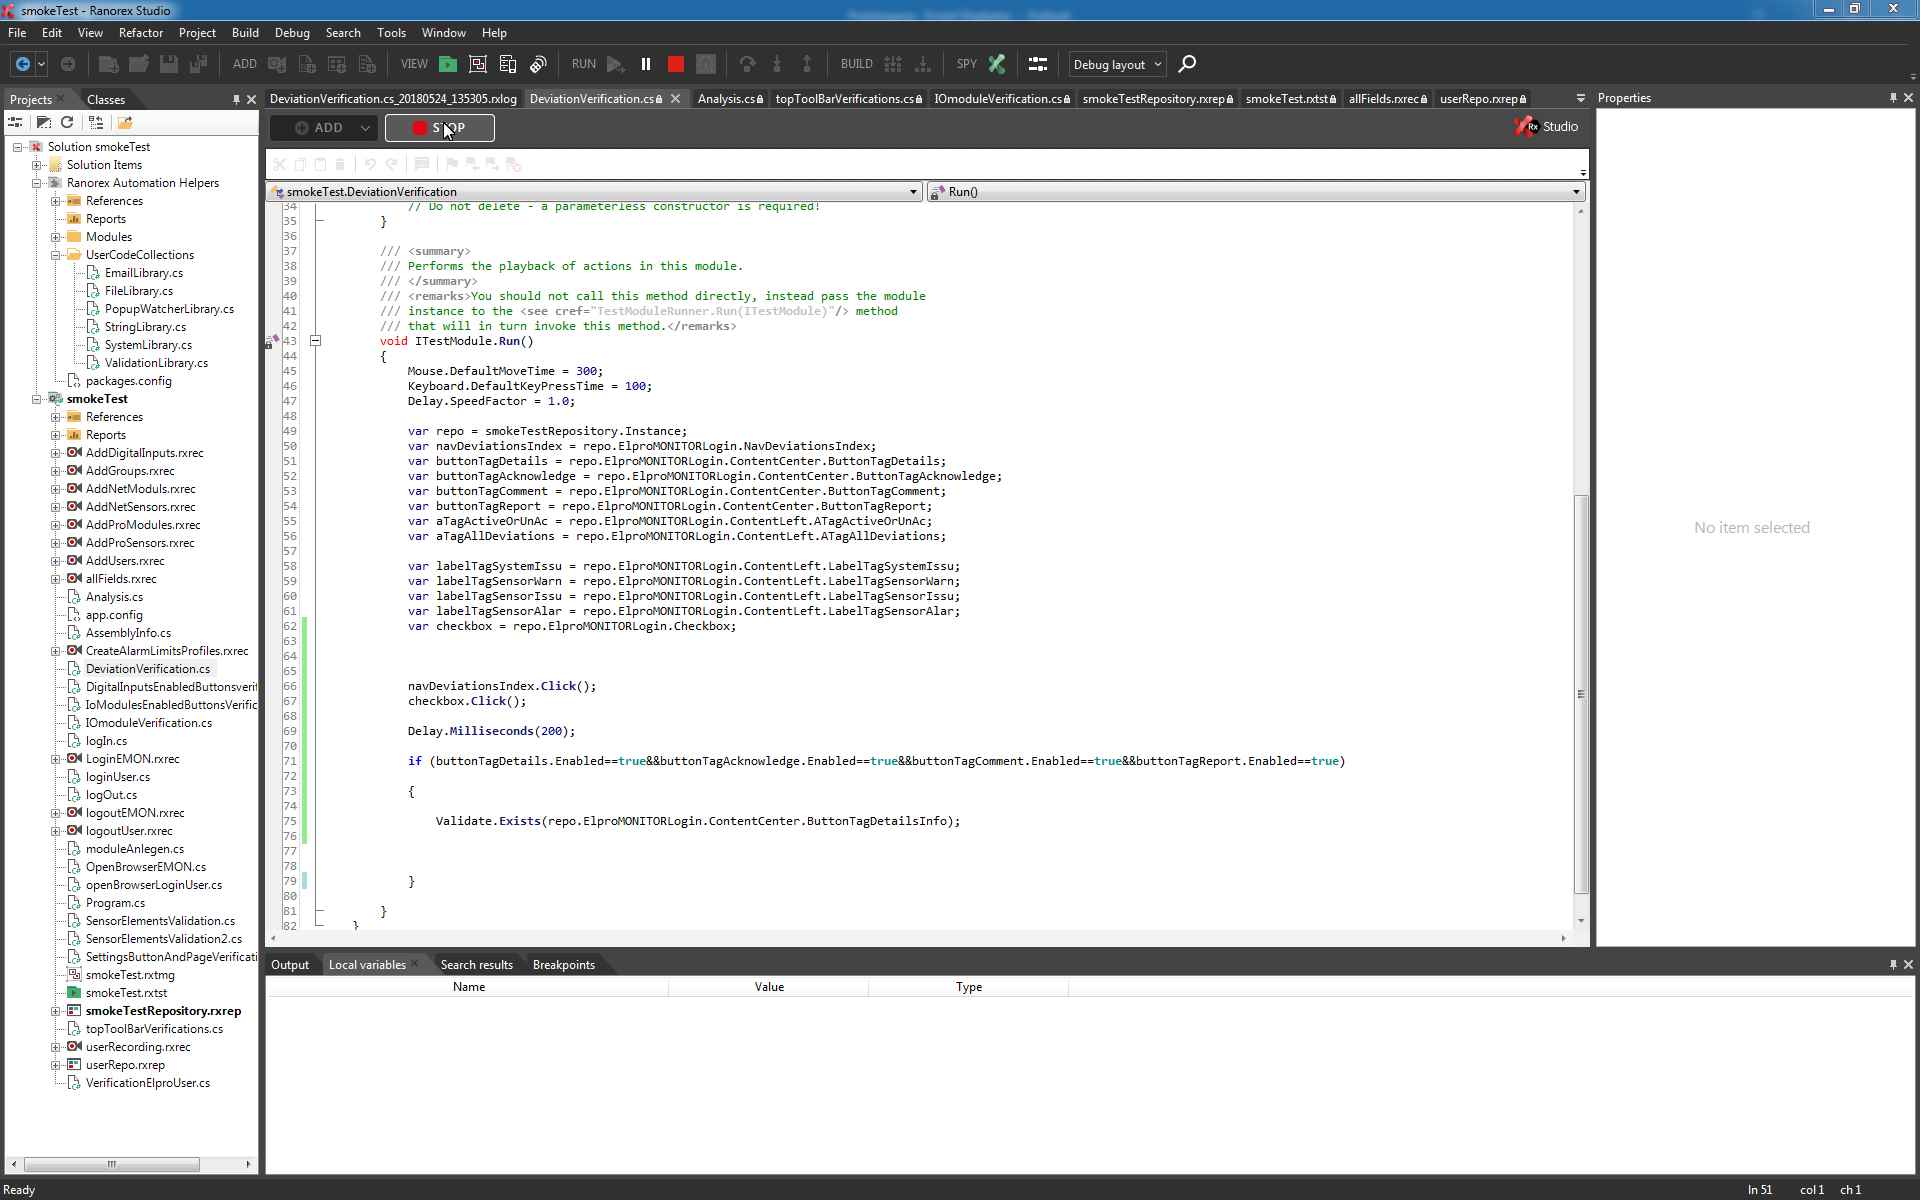 smokeTest - Ranorex Studio
File Edit View Refactor Project Build Debug Search Tools Window Help
ADD VIEW RUN BUILD SPY Debug layout
Projects Classes
DeviationVerification.cs_20180524_135305.rxlog DeviationVerification.cs Analysis.cs topToolBarVerifications.cs IOmoduleVerification.cs smokeTestRepository.rxrep smokeTest.rxtst allFields.rxrec userRepo.rxrep
Properties
ADD STOP
Rx Studio
smokeTest.DeviationVerification Run()
Solution smokeTest
Solution Items
Ranorex Automation Helpers
References
Reports
Modules
UserCodeCollections
EmailLibrary.cs
FileLibrary.cs
PopupWatcherLibrary.cs
StringLibrary.cs
SystemLibrary.cs
ValidationLibrary.cs
packages.config
smokeTest
References
Reports
AddDigitalInputs.rxrec
AddGroups.rxrec
AddNetModuls.rxrec
AddNetSensors.rxrec
AddProModules.rxrec
AddProSensors.rxrec
AddUsers.rxrec
allFields.rxrec
Analysis.cs
app.config
AssemblyInfo.cs
CreateAlarmLimitsProfiles.rxrec
DeviationVerification.cs
DigitalInputsEnabledButtonsverif
IoModulesEnabledButtonsVerific
IOmoduleVerification.cs
logIn.cs
LoginEMON.rxrec
loginUser.cs
logOut.cs
logoutEMON.rxrec
logoutUser.rxrec
moduleAnlegen.cs
OpenBrowserEMON.cs
openBrowserLoginUser.cs
Program.cs
SensorElementsValidation.cs
SensorElementsValidation2.cs
SettingsButtonAndPageVerificati
smokeTest.rxtmg
smokeTest.rxtst
smokeTestRepository.rxrep
topToolBarVerifications.cs
userRecording.rxrec
userRepo.rxrep
VerificationElproUser.cs
34 // Do not delete - a parameterless constructor is required!
35 }
36
37 /// <summary>
38 /// Performs the playback of actions in this module.
39 /// </summary>
40 /// <remarks>You should not call this method directly, instead pass the module
41 /// instance to the <see cref="TestModuleRunner.Run(ITestModule)"/> method
42 /// that will in turn invoke this method.</remarks>
43 void ITestModule.Run()
44 {
45 Mouse.DefaultMoveTime = 300;
46 Keyboard.DefaultKeyPressTime = 100;
47 Delay.SpeedFactor = 1.0;
48
49 var repo = smokeTestRepository.Instance;
50 var navDeviationsIndex = repo.ElproMONITORLogin.NavDeviationsIndex;
51 var buttonTagDetails = repo.ElproMONITORLogin.ContentCenter.ButtonTagDetails;
52 var buttonTagAcknowledge = repo.ElproMONITORLogin.ContentCenter.ButtonTagAcknowledge;
53 var buttonTagComment = repo.ElproMONITORLogin.ContentCenter.ButtonTagComment;
54 var buttonTagReport = repo.ElproMONITORLogin.ContentCenter.ButtonTagReport;
55 var aTagActiveOrUnAc = repo.ElproMONITORLogin.ContentLeft.ATagActiveOrUnAc;
56 var aTagAllDeviations = repo.ElproMONITORLogin.ContentLeft.ATagAllDeviations;
57
58 var labelTagSystemIssu = repo.ElproMONITORLogin.ContentLeft.LabelTagSystemIssu;
59 var labelTagSensorWarn = repo.ElproMONITORLogin.ContentLeft.LabelTagSensorWarn;
60 var labelTagSensorIssu = repo.ElproMONITORLogin.ContentLeft.LabelTagSensorIssu;
61 var labelTagSensorAlar = repo.ElproMONITORLogin.ContentLeft.LabelTagSensorAlar;
62 var checkbox = repo.ElproMONITORLogin.Checkbox;
63
64
65
66 navDeviationsIndex.Click();
67 checkbox.Click();
68
69 Delay.Milliseconds(200);
70
71 if (buttonTagDetails.Enabled==true&&buttonTagAcknowledge.Enabled==true&&buttonTagComment.Enabled==true&&buttonTagReport.Enabled==true)
72
73 {
74
75 Validate.Exists(repo.ElproMONITORLogin.ContentCenter.ButtonTagDetailsInfo);
76
77
78
79 }
80
81 }
82 }
No item selected
Output Local variables Search results Breakpoints
Name Value Type
Ready ln 51 col 1 ch 1